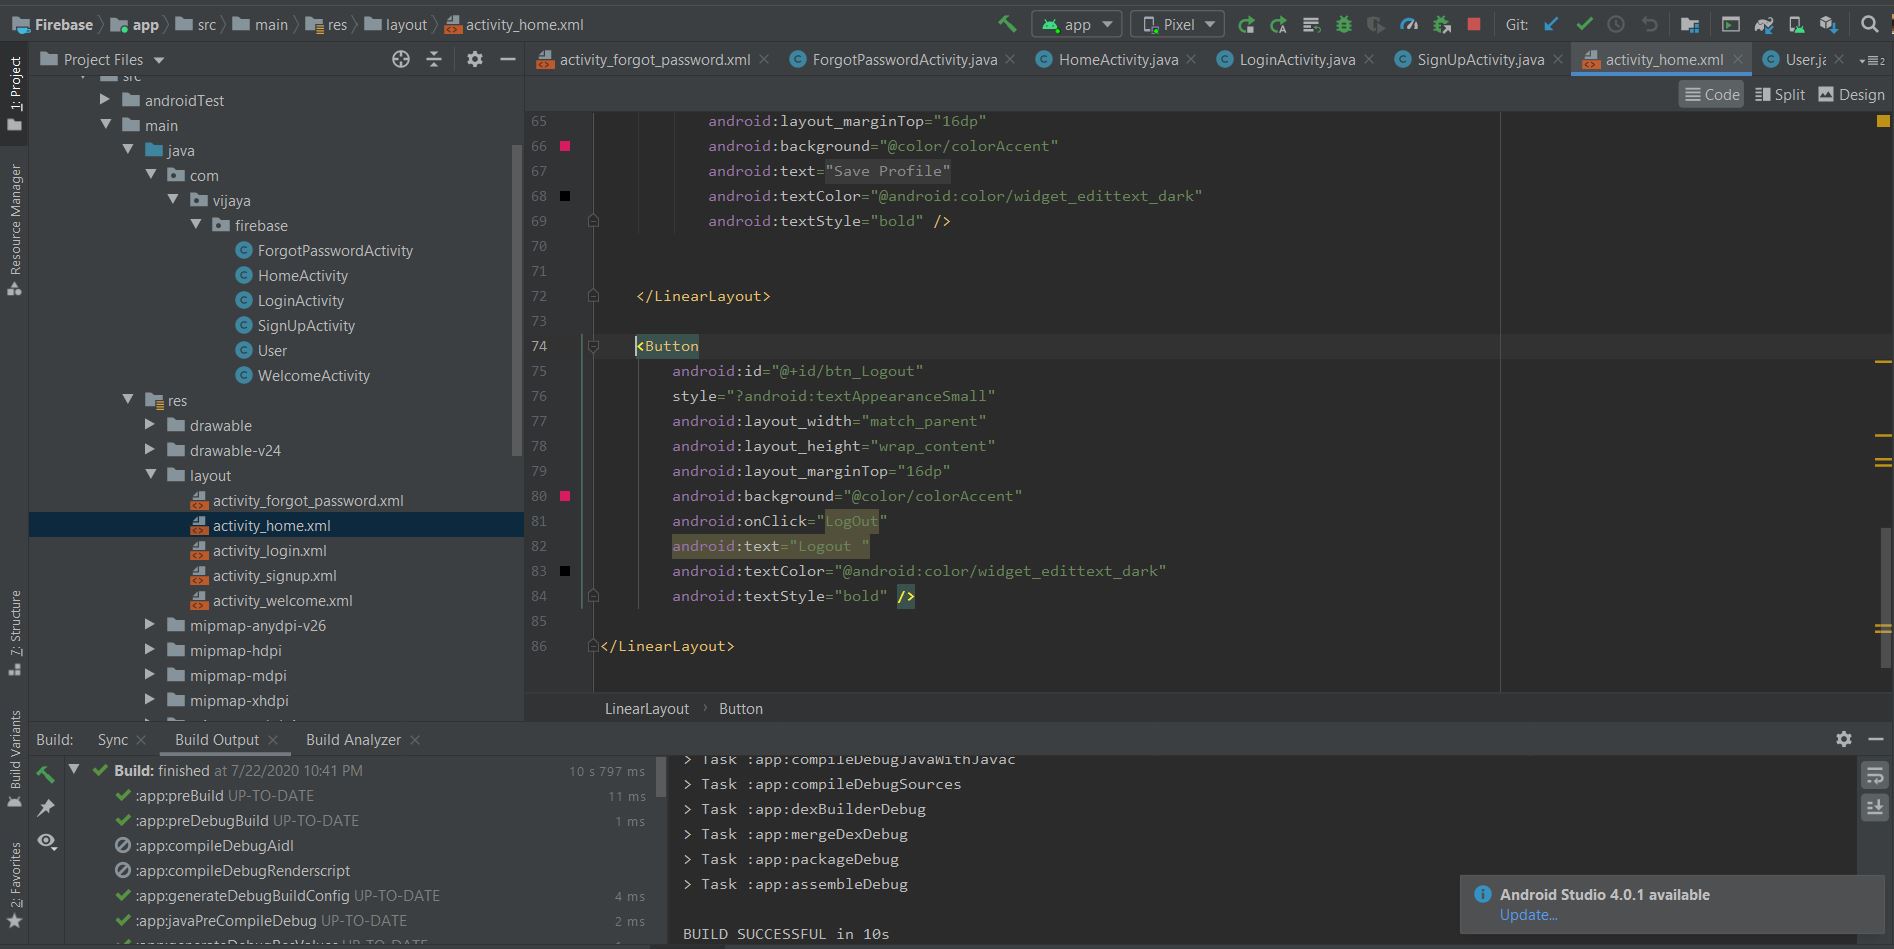 Firebase app src main res layout activity_home.xml
app Pixel Git:
1: Project
Resource Manager
7: Structure
Build Variants
2: Favorites
Project Files
src
androidTest
main
java
com
vijaya
firebase
ForgotPasswordActivity
HomeActivity
LoginActivity
SignUpActivity
User
WelcomeActivity
res
drawable
drawable-v24
layout
activity_forgot_password.xml
activity_home.xml
activity_login.xml
activity_signup.xml
activity_welcome.xml
mipmap-anydpi-v26
mipmap-hdpi
mipmap-mdpi
mipmap-xhdpi
activity_forgot_password.xml ForgotPasswordActivity.java HomeActivity.java LoginActivity.java SignUpActivity.java activity_home.xml User.ja 2
Code Split Design
65 android:layout_marginTop="16dp"
66 android:background="@color/colorAccent"
67 android:text="Save Profile"
68 android:textColor="@android:color/widget_edittext_dark"
69 android:textStyle="bold" />
70
71
72 </LinearLayout>
73
74 <Button
75 android:id="@+id/btn_Logout"
76 style="?android:textAppearanceSmall"
77 android:layout_width="match_parent"
78 android:layout_height="wrap_content"
79 android:layout_marginTop="16dp"
80 android:background="@color/colorAccent"
81 android:onClick="LogOut"
82 android:text="Logout "
83 android:textColor="@android:color/widget_edittext_dark"
84 android:textStyle="bold" />
85
86 </LinearLayout>
LinearLayout › Button
Build: Sync Build Output Build Analyzer
Build: finished at 7/22/2020 10:41 PM 10 s 797 ms
:app:preBuild UP-TO-DATE 11 ms
:app:preDebugBuild UP-TO-DATE 1 ms
:app:compileDebugAidl
:app:compileDebugRenderscript
:app:generateDebugBuildConfig UP-TO-DATE 4 ms
:app:javaPreCompileDebug UP-TO-DATE 2 ms
:app:generateDebugResValues UP-TO-DATE
> Task :app:compileDebugJavaWithJavac
> Task :app:compileDebugSources
> Task :app:dexBuilderDebug
> Task :app:mergeDexDebug
> Task :app:packageDebug
> Task :app:assembleDebug
BUILD SUCCESSFUL in 10s
Android Studio 4.0.1 available
Update...